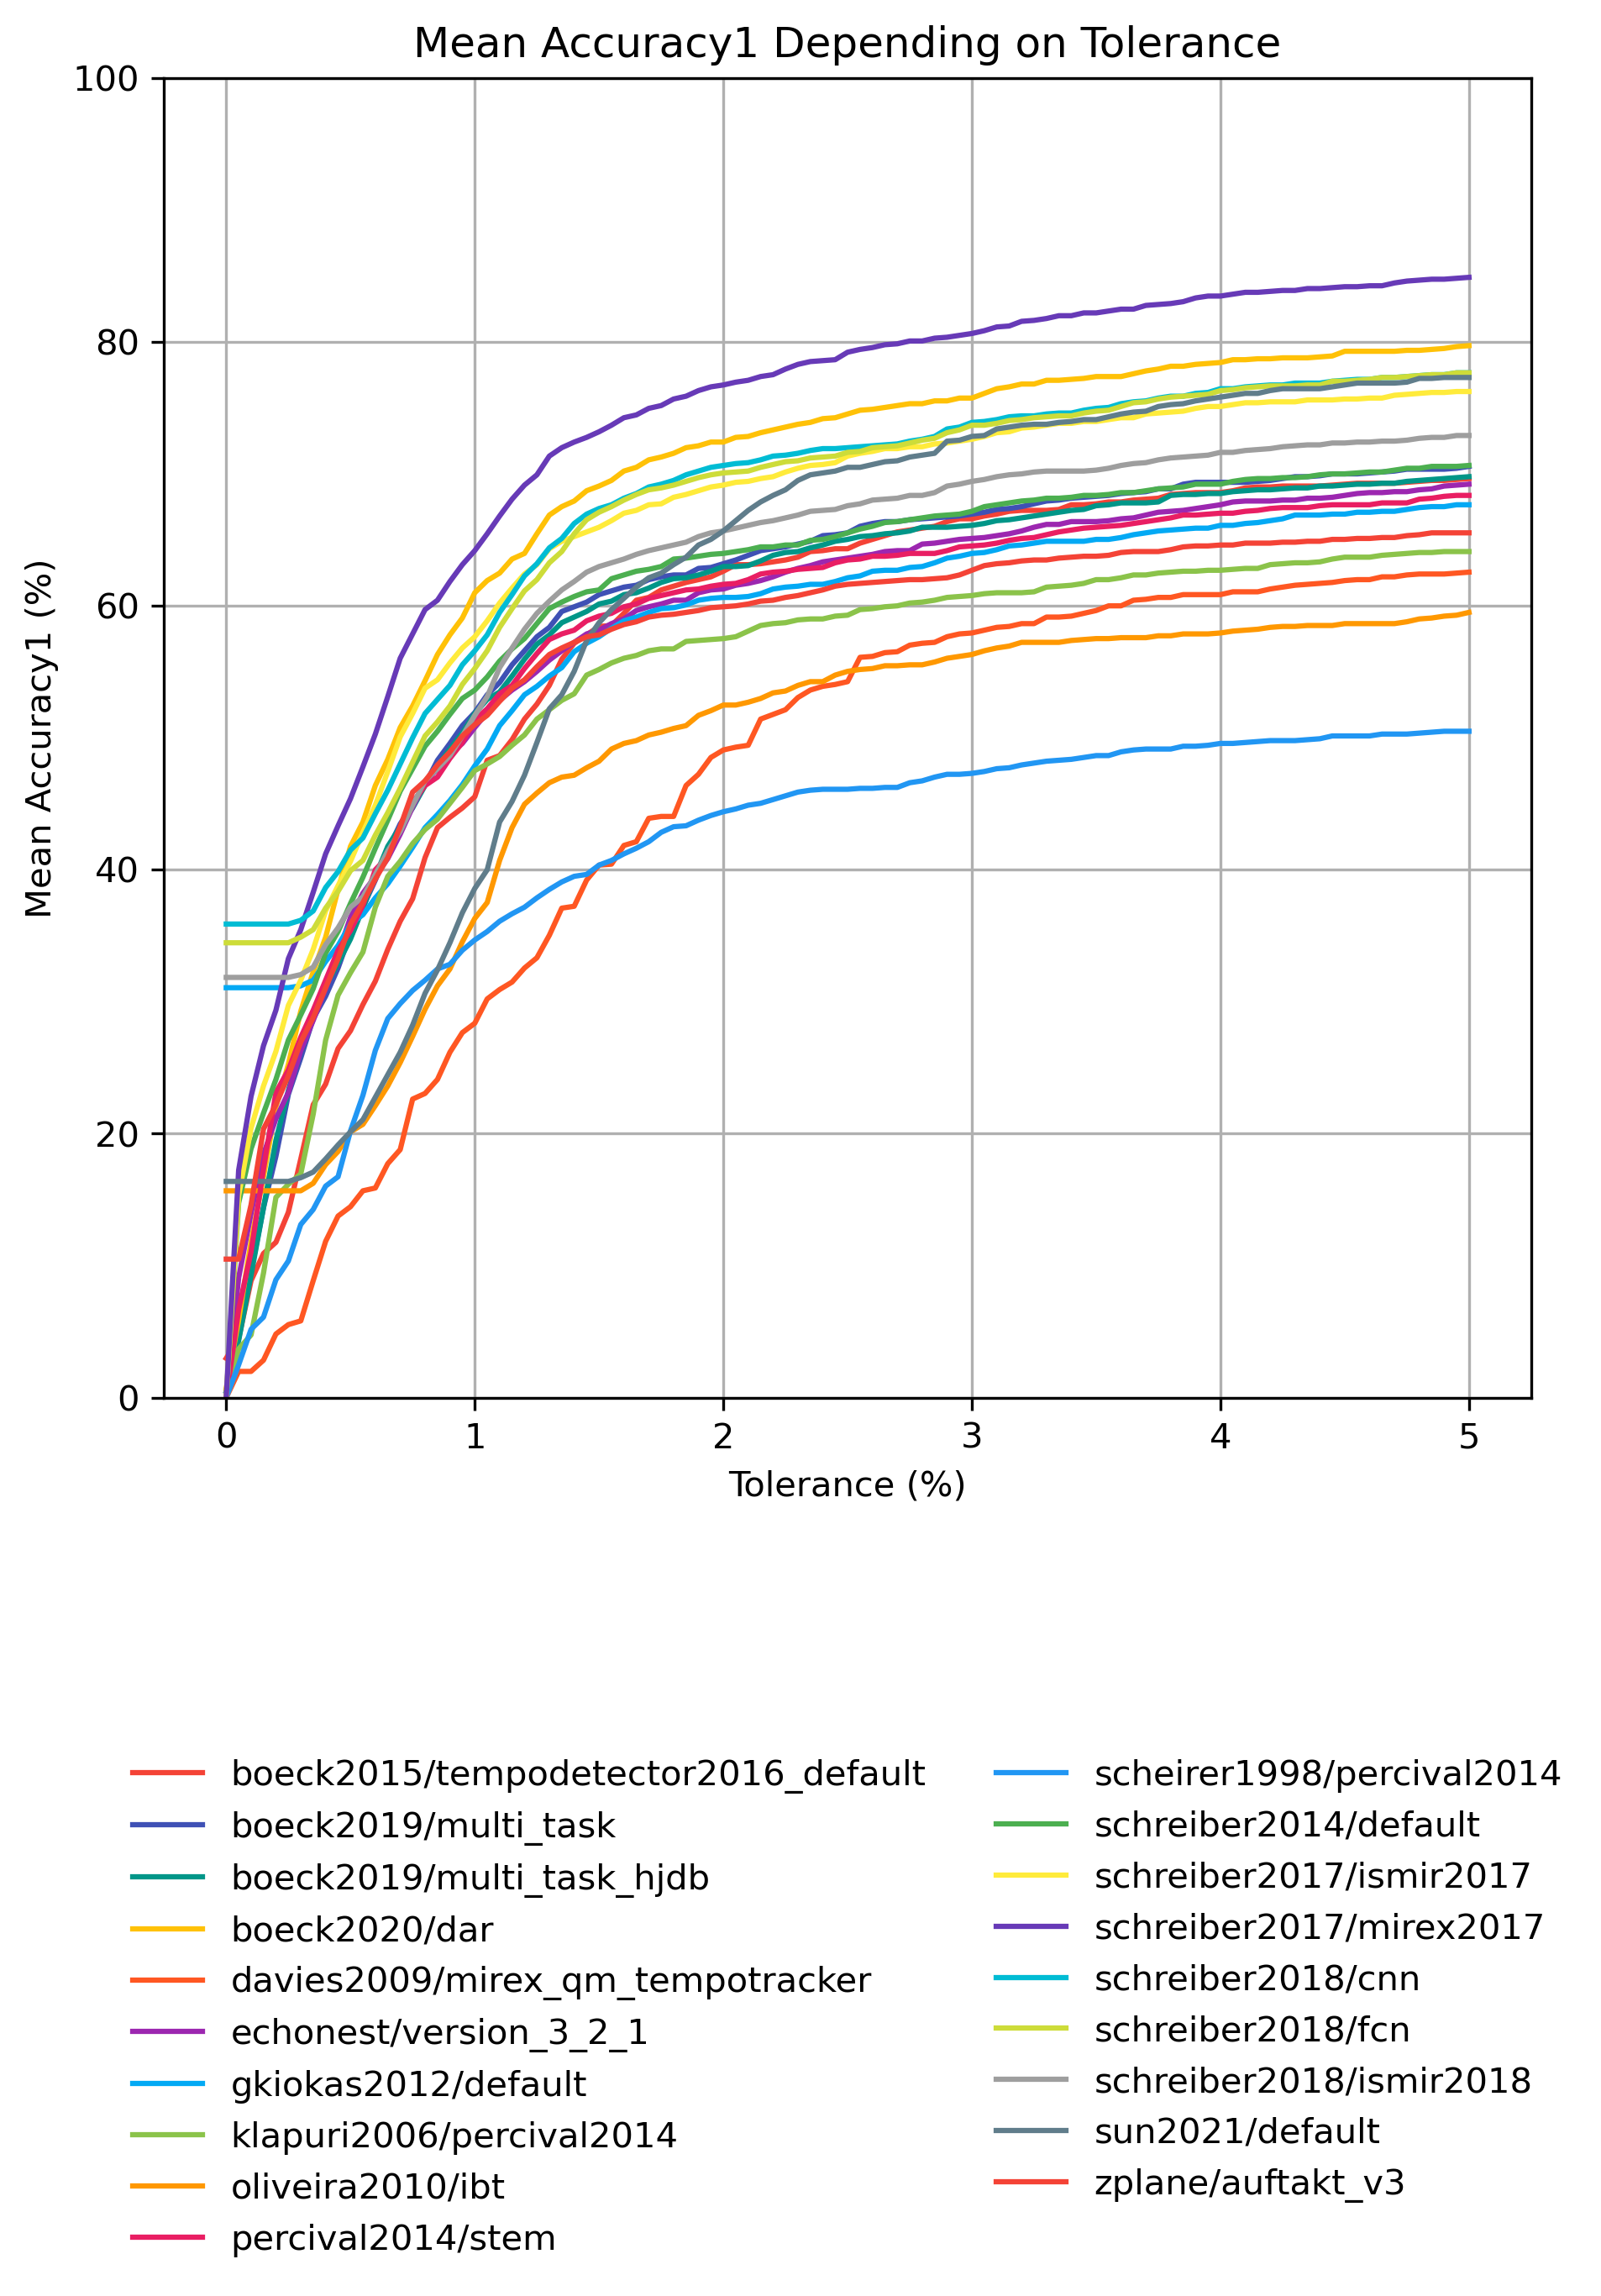 Mean Accuracy1 Depending on Tolerance
100
80
60
40
20
0
Mean Accuracy1 (%)
0 1 2 3 4 5
Tolerance (%)
boeck2015/tempodetector2016_default
boeck2019/multi_task
boeck2019/multi_task_hjdb
boeck2020/dar
davies2009/mirex_qm_tempotracker
echonest/version_3_2_1
gkiokas2012/default
klapuri2006/percival2014
oliveira2010/ibt
percival2014/stem
scheirer1998/percival2014
schreiber2014/default
schreiber2017/ismir2017
schreiber2017/mirex2017
schreiber2018/cnn
schreiber2018/fcn
schreiber2018/ismir2018
sun2021/default
zplane/auftakt_v3